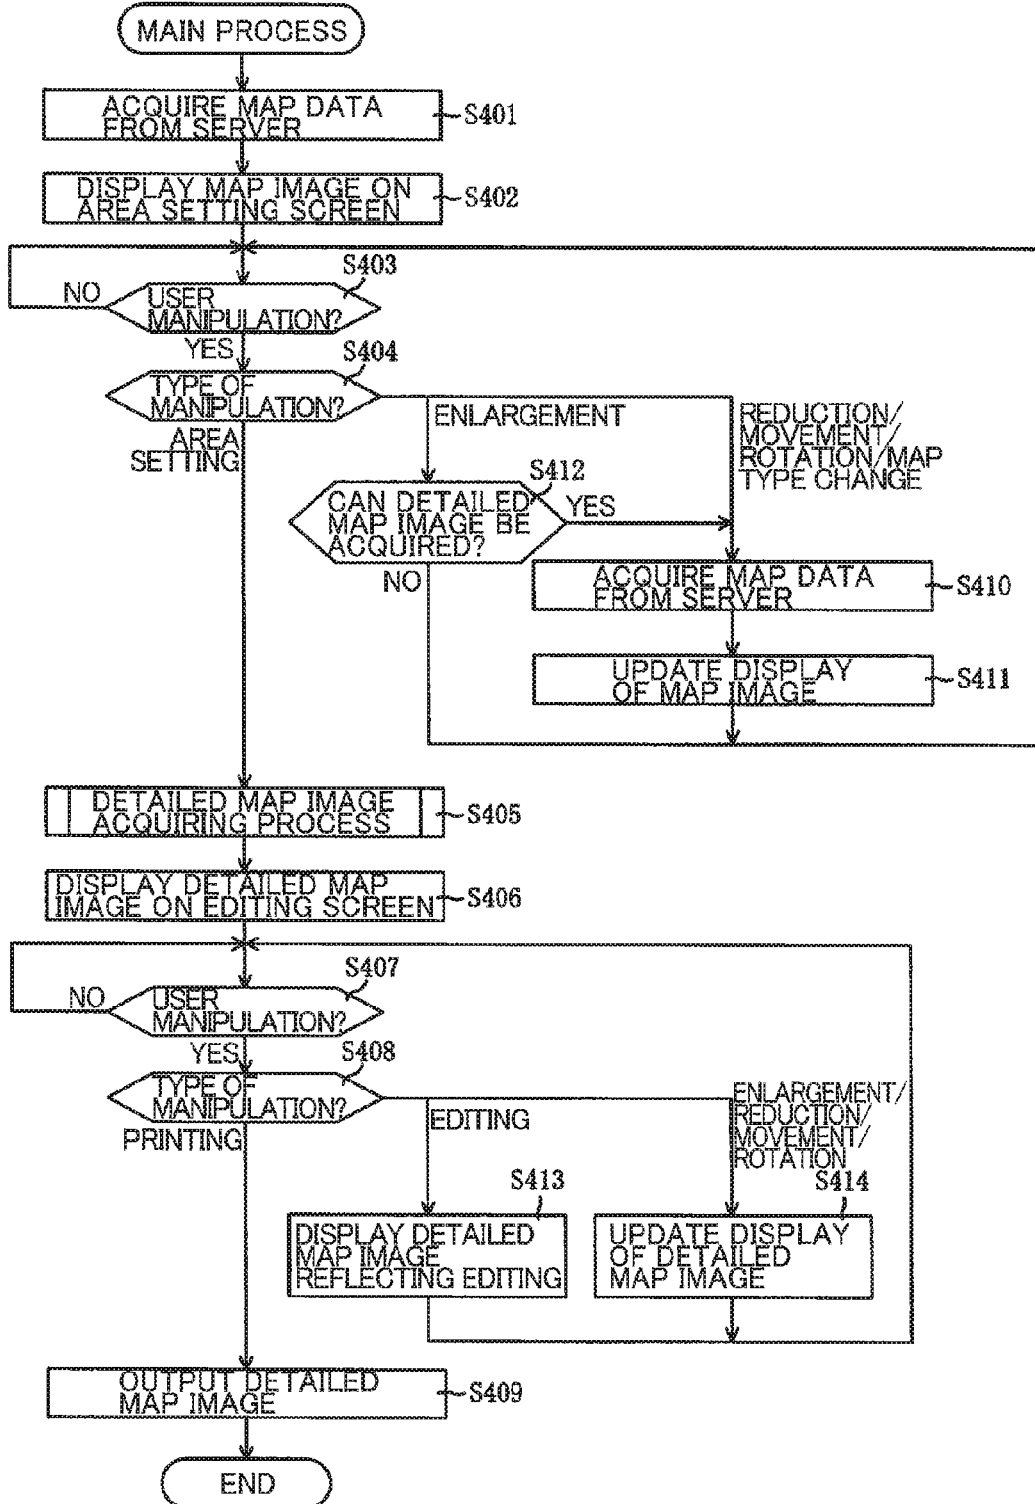 MAIN PROCESS
ACQUIRE MAP DATA
FROM SERVER
S401
DISPLAY MAP IMAGE ON
AREA SETTING SCREEN
S402
S403
NO
USER
MANIPULATION?
YES
S404
TYPE OF
MANIPULATION?
AREA
SETTING
ENLARGEMENT
REDUCTION/
MOVEMENT/
ROTATION/MAP
TYPE CHANGE
S412
CAN DETAILED
MAP IMAGE BE
ACQUIRED?
YES
NO
ACQUIRE MAP DATA
FROM SERVER
S410
UPDATE DISPLAY
OF MAP IMAGE
S411
DETAILED MAP IMAGE
ACQUIRING PROCESS
S405
DISPLAY DETAILED MAP
IMAGE ON EDITING SCREEN
S406
S407
NO
USER
MANIPULATION?
YES
S408
TYPE OF
MANIPULATION?
PRINTING
EDITING
ENLARGEMENT/
REDUCTION/
MOVEMENT/
ROTATION
S413
DISPLAY DETAILED
MAP IMAGE
REFLECTING EDITING
S414
UPDATE DISPLAY
OF DETAILED
MAP IMAGE
OUTPUT DETAILED
MAP IMAGE
S409
END